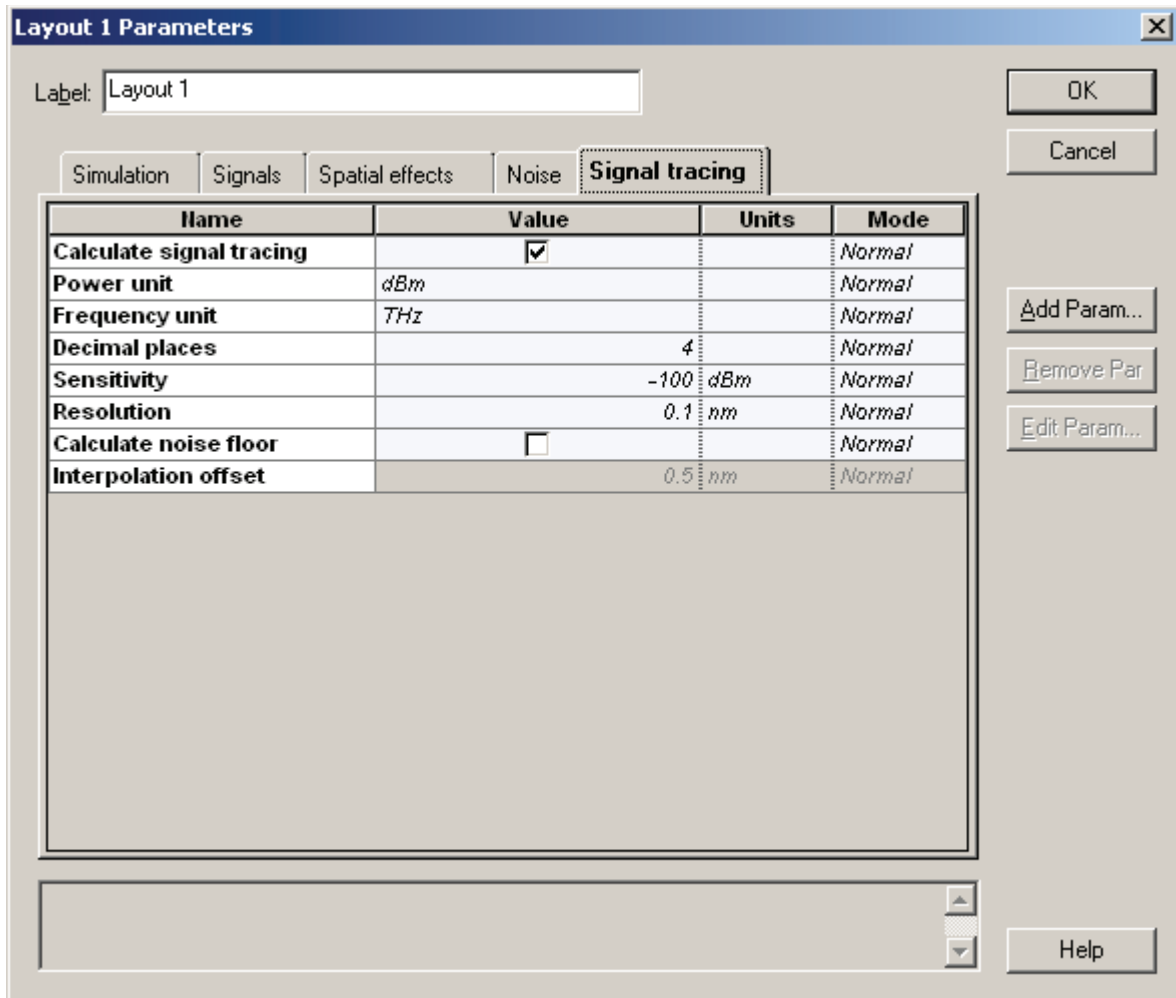 Layout 1 Parameters
Label: Layout 1
OK
Cancel
Simulation Signals Spatial effects Noise Signal tracing
Name Value Units Mode
Calculate signal tracing Normal
Power unit dBm Normal
Frequency unit THz Normal
Decimal places 4 Normal
Sensitivity -100 dBm Normal
Resolution 0.1 nm Normal
Calculate noise floor Normal
Interpolation offset 0.5 nm Normal
Add Param...
Remove Par
Edit Param...
Help